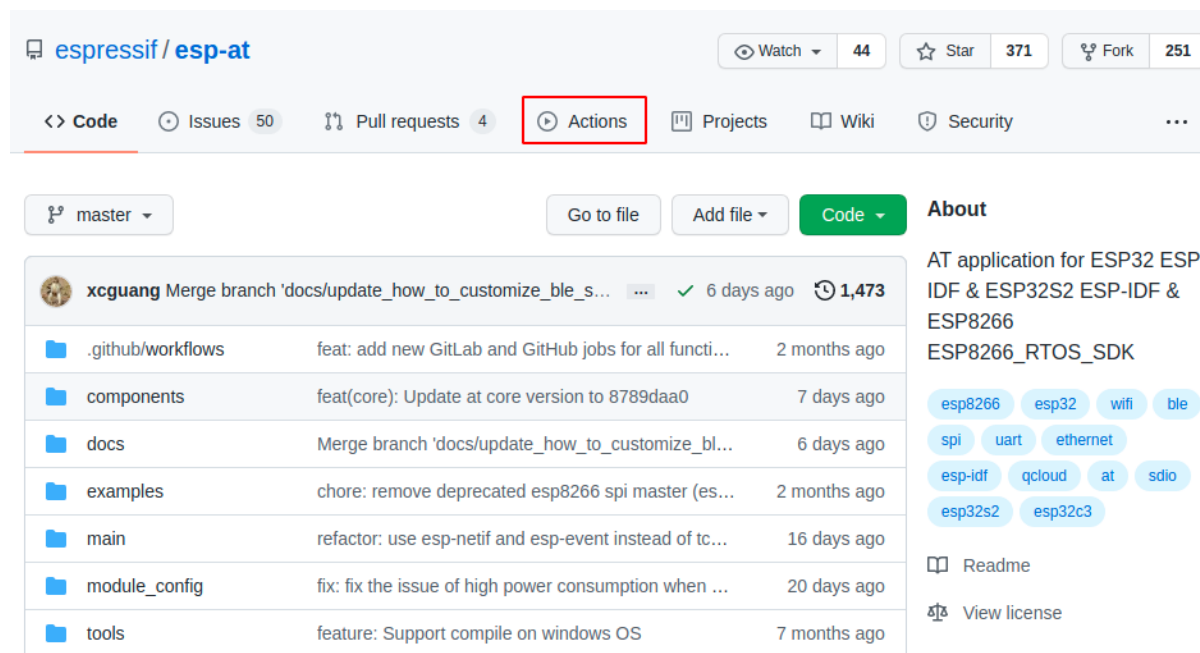 espressif / esp-at
Watch 44 Star 371 Fork 251
Code Issues 50 Pull requests 4 Actions Projects Wiki Security ...
master Go to file Add file Code
xcguang Merge branch 'docs/update_how_to_customize_ble_s… ... 6 days ago 1,473
.github/workflows feat: add new GitLab and GitHub jobs for all functi… 2 months ago
components feat(core): Update at core version to 8789daa0 7 days ago
docs Merge branch 'docs/update_how_to_customize_bl… 6 days ago
examples chore: remove deprecated esp8266 spi master (es… 2 months ago
main refactor: use esp-netif and esp-event instead of tc… 16 days ago
module_config fix: fix the issue of high power consumption when … 20 days ago
tools feature: Support compile on windows OS 7 months ago
About
AT application for ESP32 ESP
IDF & ESP32S2 ESP-IDF &
ESP8266
ESP8266_RTOS_SDK
esp8266 esp32 wifi ble
spi uart ethernet
esp-idf qcloud at sdio
esp32s2 esp32c3
Readme
View license